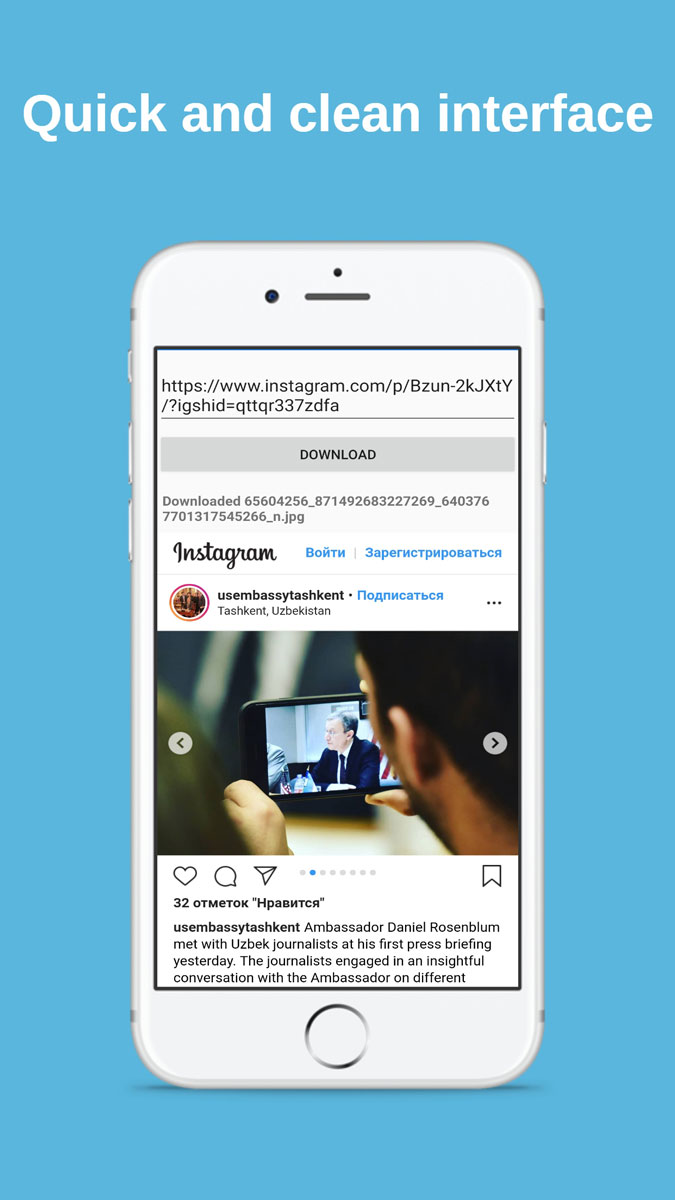 Quick and clean interface
https://www.instagram.com/p/Bzun-2kJXtY
/?igshid=qttqr337zdfa
DOWNLOAD
Downloaded 65604256_871492683227269_640376
7701317545266_n.jpg
Instagram Войти | Зарегистрироваться
usembassytashkent • Подписаться
Tashkent, Uzbekistan
32 отметок "Нравится"
usembassytashkent Ambassador Daniel Rosenblum
met with Uzbek journalists at his first press briefing
yesterday. The journalists engaged in an insightful
conversation with the Ambassador on different